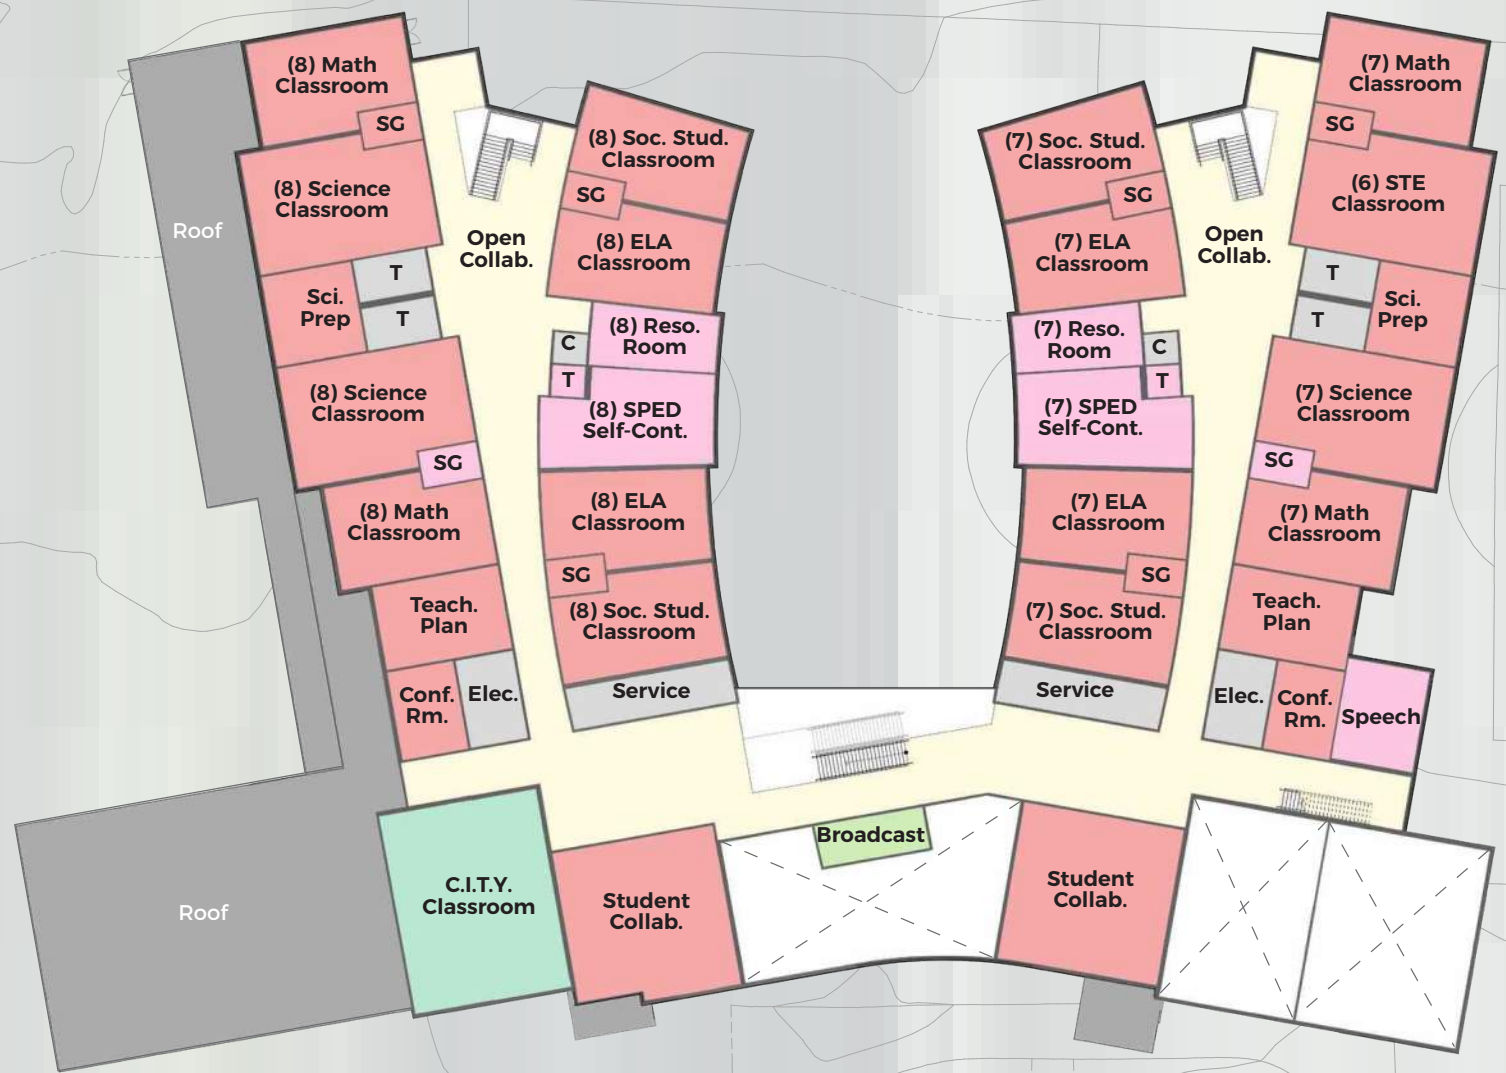 (8) Math
Classroom
SG
(8) Science
Classroom
Roof
T
T
Sci.
Prep
(8) Science
Classroom
SG
(8) Math
Classroom
Teach.
Plan
Conf.
Rm.
Elec.
Open
Collab.
(8) Soc. Stud.
Classroom
SG
(8) ELA
Classroom
(8) Reso.
Room
C
T
(8) SPED
Self-Cont.
(8) ELA
Classroom
SG
(8) Soc. Stud.
Classroom
Service
(7) Soc. Stud.
Classroom
SG
(7) ELA
Classroom
(7) Reso.
Room
C
T
(7) SPED
Self-Cont.
(7) ELA
Classroom
SG
(7) Soc. Stud.
Classroom
Service
Open
Collab.
(7) Math
Classroom
SG
(6) STE
Classroom
T
T
Sci.
Prep
(7) Science
Classroom
SG
(7) Math
Classroom
Teach.
Plan
Elec.
Conf.
Rm.
Speech
Roof
C.I.T.Y.
Classroom
Student
Collab.
Broadcast
Student
Collab.